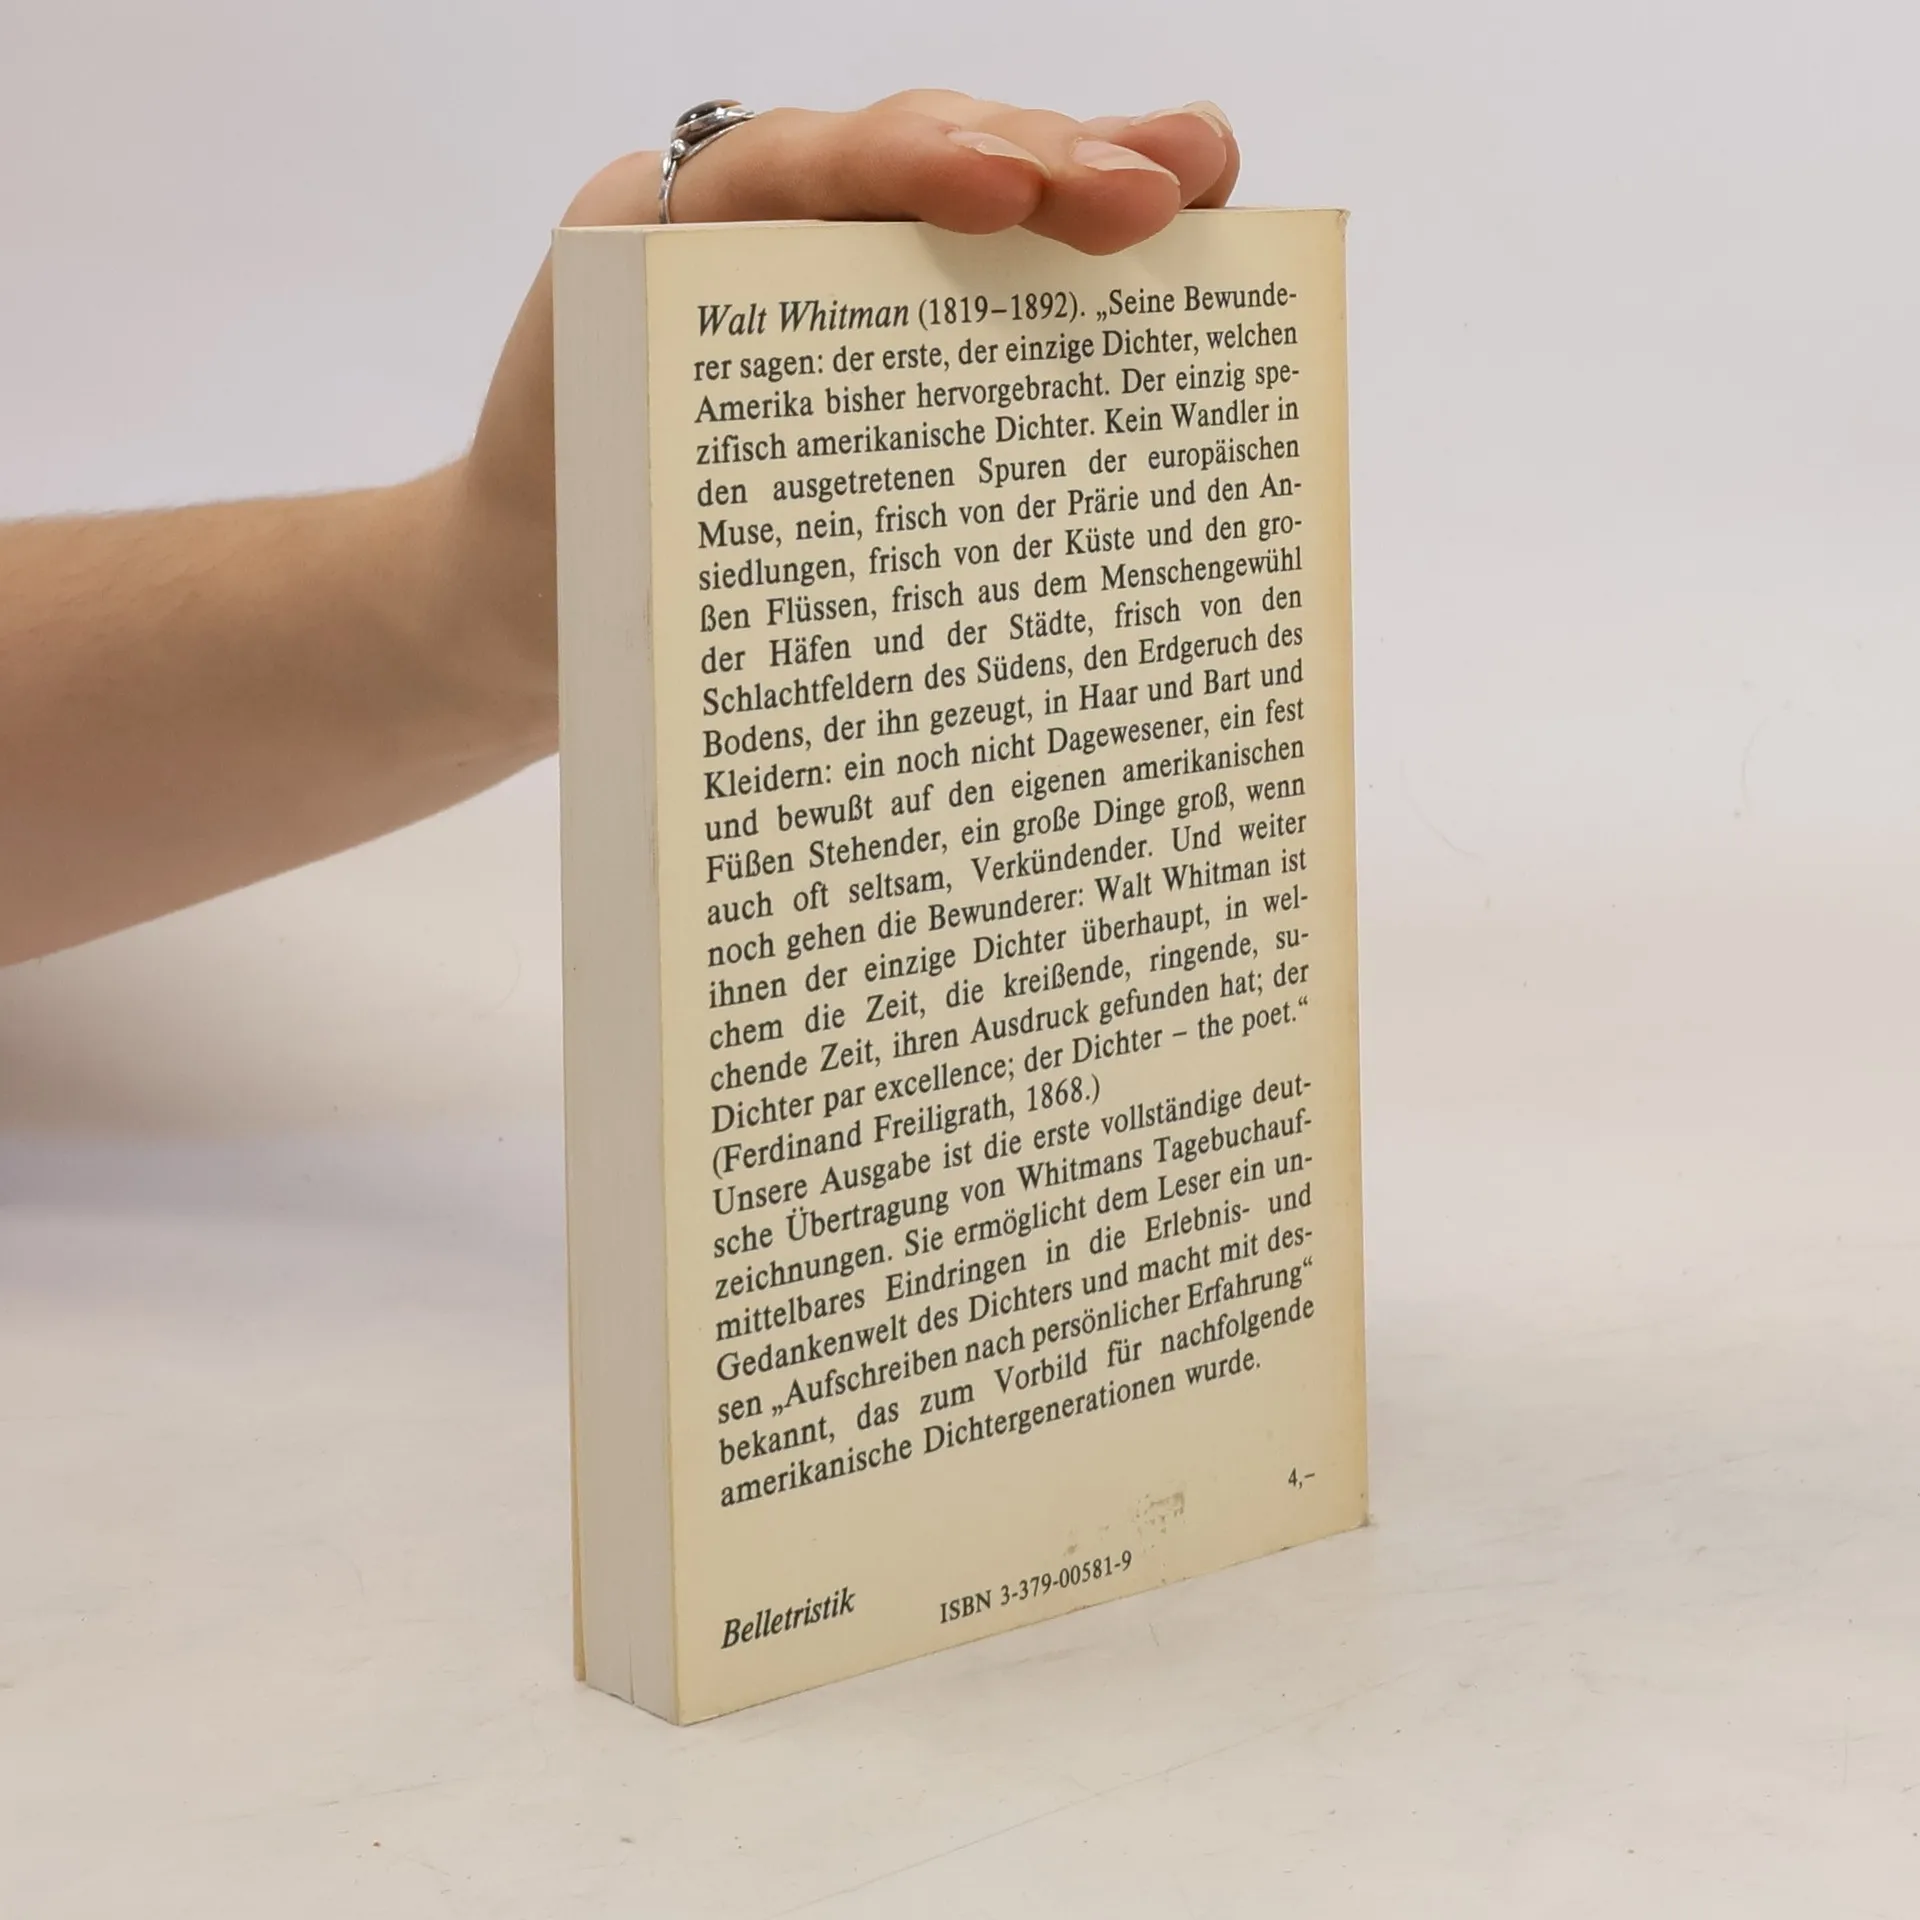 Walt Whitman (1819–1892). „Seine Bewunde-
rer sagen: der erste, der einzige Dichter, welchen
Amerika bisher hervorgebracht. Der einzig spe-
zifisch amerikanische Dichter. Kein Wandler in
den ausgetretenen Spuren der europäischen
Muse, nein, frisch von der Prärie und den An-
siedlungen, frisch von der Küste und den gro-
ßen Flüssen, frisch aus dem Menschengewühl
der Häfen und der Städte, frisch von den
Schlachtfeldern des Südens, den Erdgeruch des
Bodens, der ihn gezeugt, in Haar und Bart und
Kleidern: ein noch nicht Dagewesener, ein fest
und bewußt auf den eigenen amerikanischen
Füßen Stehender, ein große Dinge groß, wenn
auch oft seltsam, Verkündender. Und weiter
noch gehen die Bewunderer: Walt Whitman ist
ihnen der einzige Dichter überhaupt, in wel-
chem die Zeit, die kreißende, ringende, su-
chende Zeit, ihren Ausdruck gefunden hat; der
Dichter par excellence; der Dichter – the poet.“
(Ferdinand Freiligrath, 1868.)
Unsere Ausgabe ist die erste vollständige deut-
sche Übertragung von Whitmans Tagebuchauf-
zeichnungen. Sie ermöglicht dem Leser ein un-
mittelbares Eindringen in die Erlebnis- und
Gedankenwelt des Dichters und macht mit des-
sen „Aufschreiben nach persönlicher Erfahrung“
bekannt, das zum Vorbild für nachfolgende
amerikanische Dichtergenerationen wurde.
4,–
Belletristik ISBN 3-379-00581-9